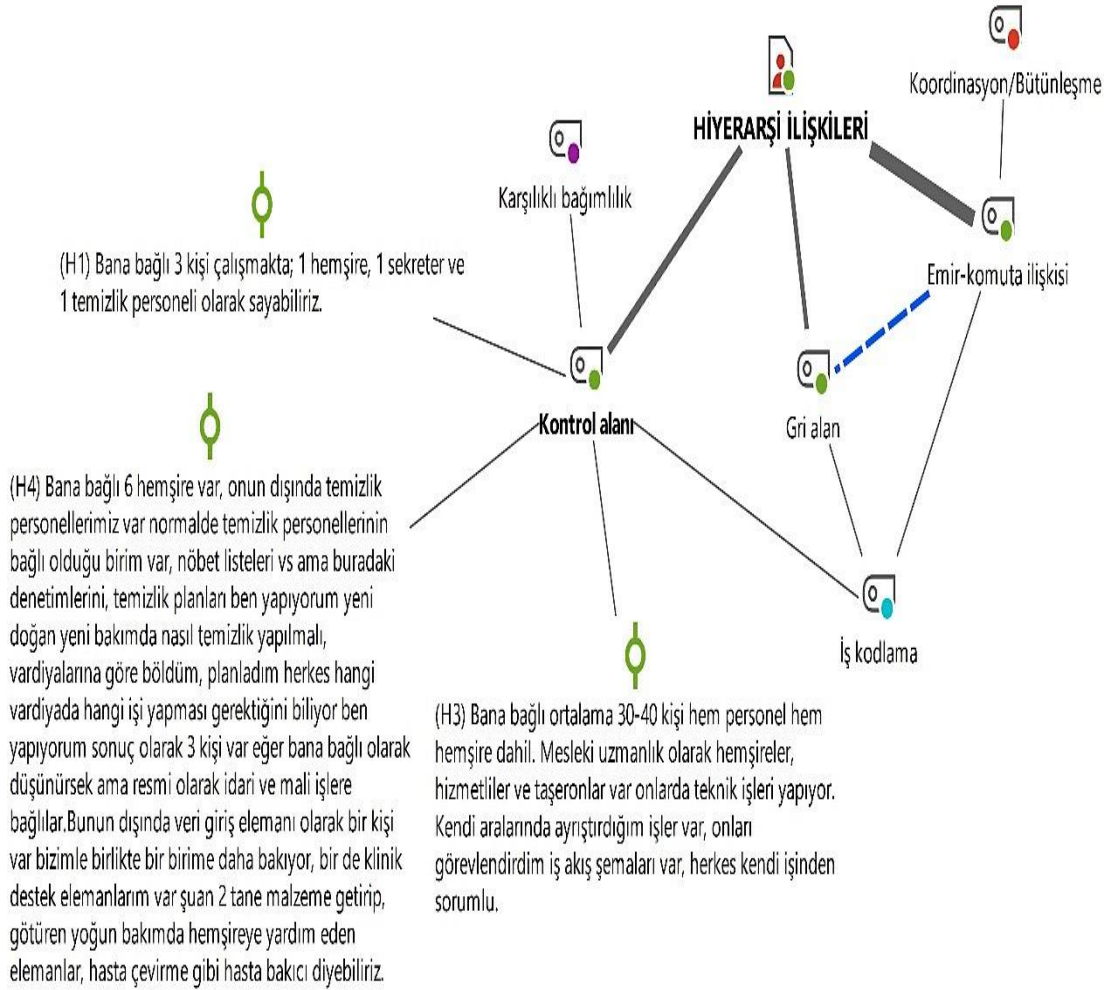 Koordinasyon/Bütünleşme
HİYERARŞİ İLİŞKİLERİ
Karşılıklı bağımlılık
Emir-komuta ilişkisi
(H1) Bana bağlı 3 kişi çalışmakta; 1 hemşire, 1 sekreter ve
1 temizlik personeli olarak sayabiliriz.
Kontrol alanı
Gri alan
İş kodlama
(H4) Bana bağlı 6 hemşire var, onun dışında temizlik
personellerimiz var normalde temizlik personellerinin
bağlı olduğu birim var, nöbet listeleri vs ama buradaki
denetimlerini, temizlik planları ben yapıyorum yeni
doğan yeni bakımda nasıl temizlik yapılmalı,
vardiyalarına göre böldüm, planladım herkes hangi
vardiyada hangi işi yapması gerektiğini biliyor ben
yapıyorum sonuç olarak 3 kişi var eğer bana bağlı olarak
düşünürsek ama resmi olarak idari ve mali işlere
bağlılar.Bunun dışında veri giriş elemanı olarak bir kişi
var bizimle birlikte bir birime daha bakıyor, bir de klinik
destek elemanlarım var şuan 2 tane malzeme getirip,
götüren yoğun bakımda hemşireye yardım eden
elemanlar, hasta çevirme gibi hasta bakıcı diyebiliriz.
(H3) Bana bağlı ortalama 30-40 kişi hem personel hem
hemşire dahil. Mesleki uzmanlık olarak hemşireler,
hizmetliler ve taşeronlar var onlarda teknik işleri yapıyor.
Kendi aralarında ayrıştırdığım işler var, onları
görevlendirdim iş akış şemaları var, herkes kendi işinden
sorumlu.